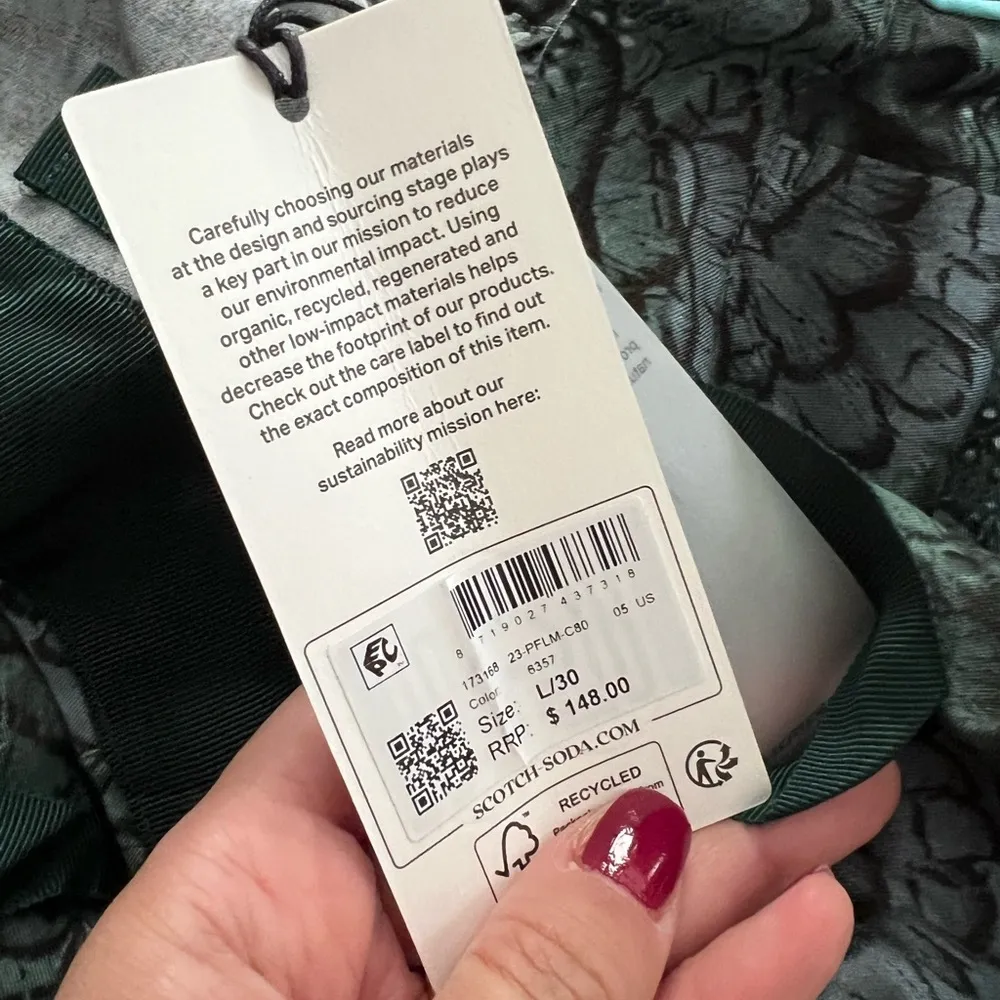 Carefully choosing our materials
at the design and sourcing stage plays
a key part in our mission to reduce
our environmental impact. Using
organic, recycled, regenerated and
other low-impact materials helps
decrease the footprint of our products.
Check out the care label to find out
the exact composition of this item.
Read more about our
sustainability mission here:
8 719027 437318
173168 23-PFLM-C80 05 US
Color 6357
Size: L/30
RRP: $ 148.00
SCOTCH-SODA.COM
RECYCLED